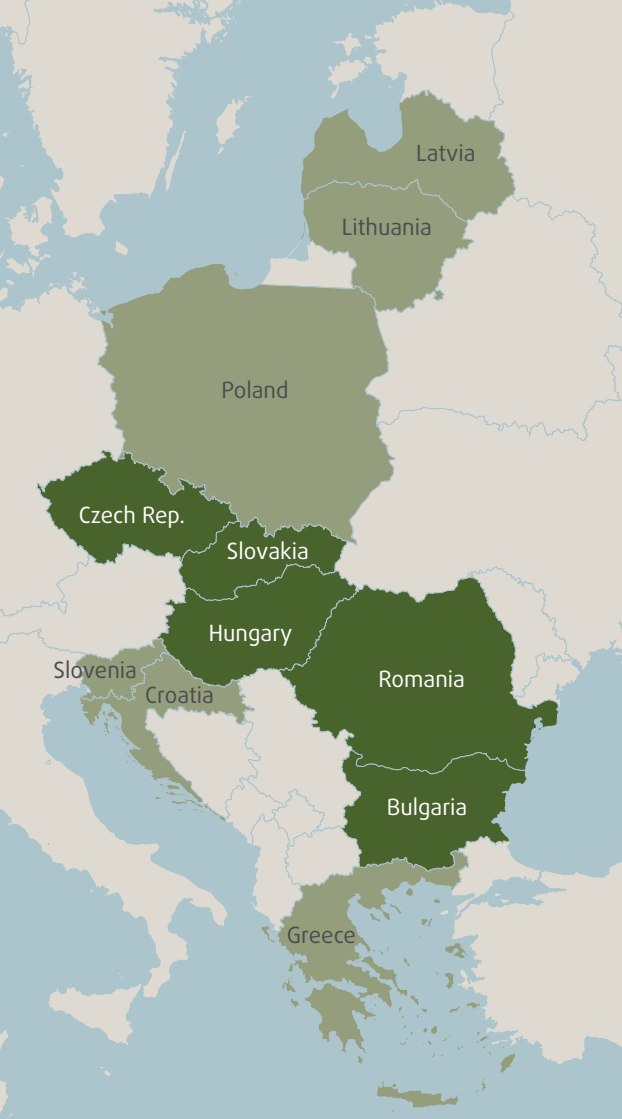 Latvia
Lithuania
Poland
Czech Rep.
Slovakia
Hungary
Slovenia
Romania
Croatia
Bulgaria
Greece